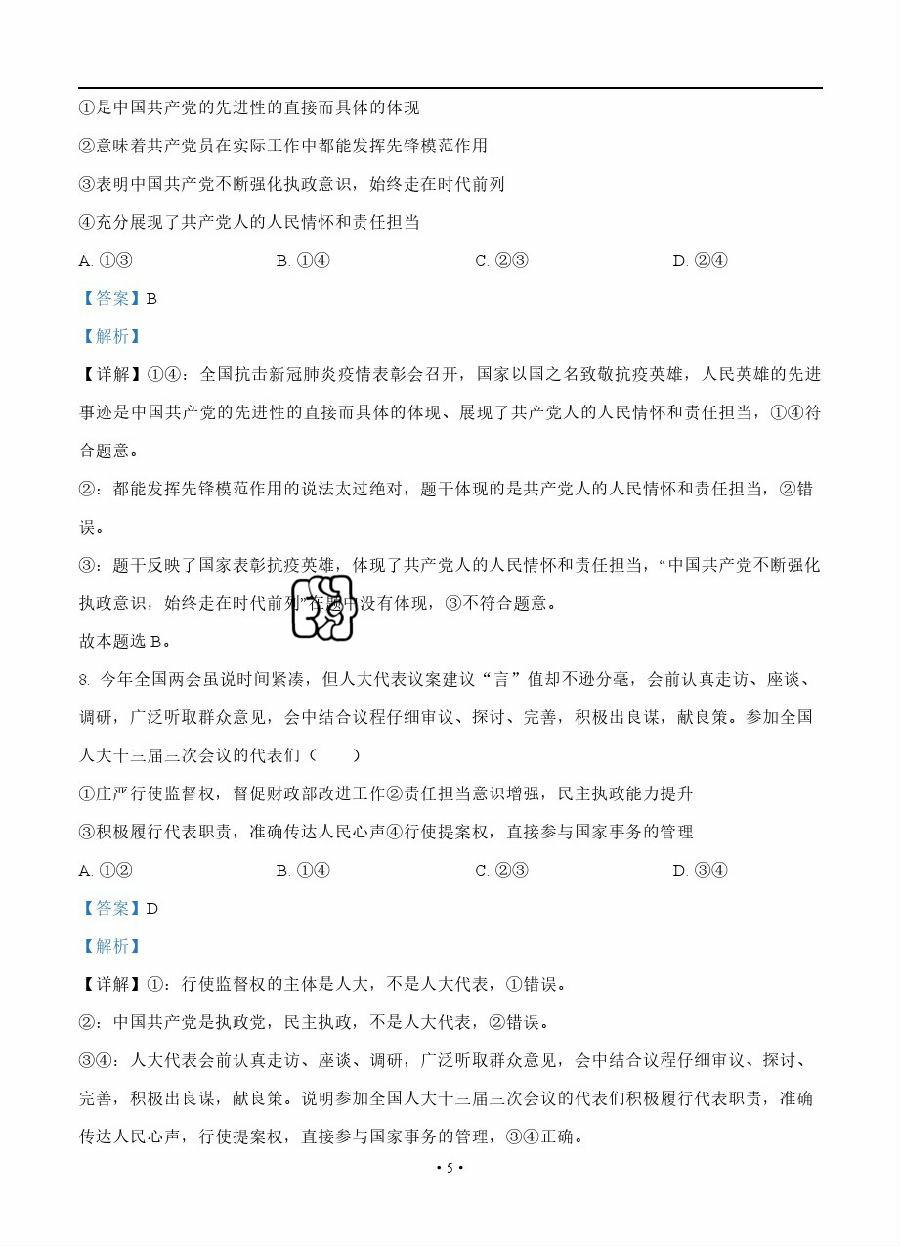 ①是中国共产党的先进性的直接而具体的体现
②意味着共产党员在实际工作中都能发挥先锋模范作用
③表明中国共产党不断强化执政意识，始终走在时代前列
④充分展现了共产党人的人民情怀和责任担当
A. ①③ B. ①④ C. ②③ D. ②④
【答案】B
【解析】
【详解】①④：全国抗击新冠肺炎疫情表彰会召开，国家以国之名致敬抗疫英雄，人民英雄的先进
事迹是中国共产党的先进性的直接而具体的体现、展现了共产党人的人民情怀和责任担当，①④符
合题意。
②：都能发挥先锋模范作用的说法太过绝对，题干体现的是共产党人的人民情怀和责任担当，②错
误。
③：题干反映了国家表彰抗疫英雄，体现了共产党人的人民情怀和责任担当，“中国共产党不断强化
执政意识，始终走在时代前列”在题中没有体现，③不符合题意。
故本题选 B。
8. 今年全国两会虽说时间紧凑，但人大代表议案建议“言”值却不逊分毫，会前认真走访、座谈、
调研，广泛听取群众意见，会中结合议程仔细审议、探讨、完善，积极出良谋，献良策。参加全国
人大十三届三次会议的代表们（　　）
①庄严行使监督权，督促财政部改进工作②责任担当意识增强，民主执政能力提升
③积极履行代表职责，准确传达人民心声④行使提案权，直接参与国家事务的管理
A. ①② B. ①④ C. ②③ D. ③④
【答案】D
【解析】
【详解】①：行使监督权的主体是人大，不是人大代表，①错误。
②：中国共产党是执政党，民主执政，不是人大代表，②错误。
③④：人大代表会前认真走访、座谈、调研，广泛听取群众意见，会中结合议程仔细审议、探讨、
完善，积极出良谋，献良策。说明参加全国人大十三届三次会议的代表们积极履行代表职责，准确
传达人民心声，行使提案权，直接参与国家事务的管理，③④正确。
• 5 •